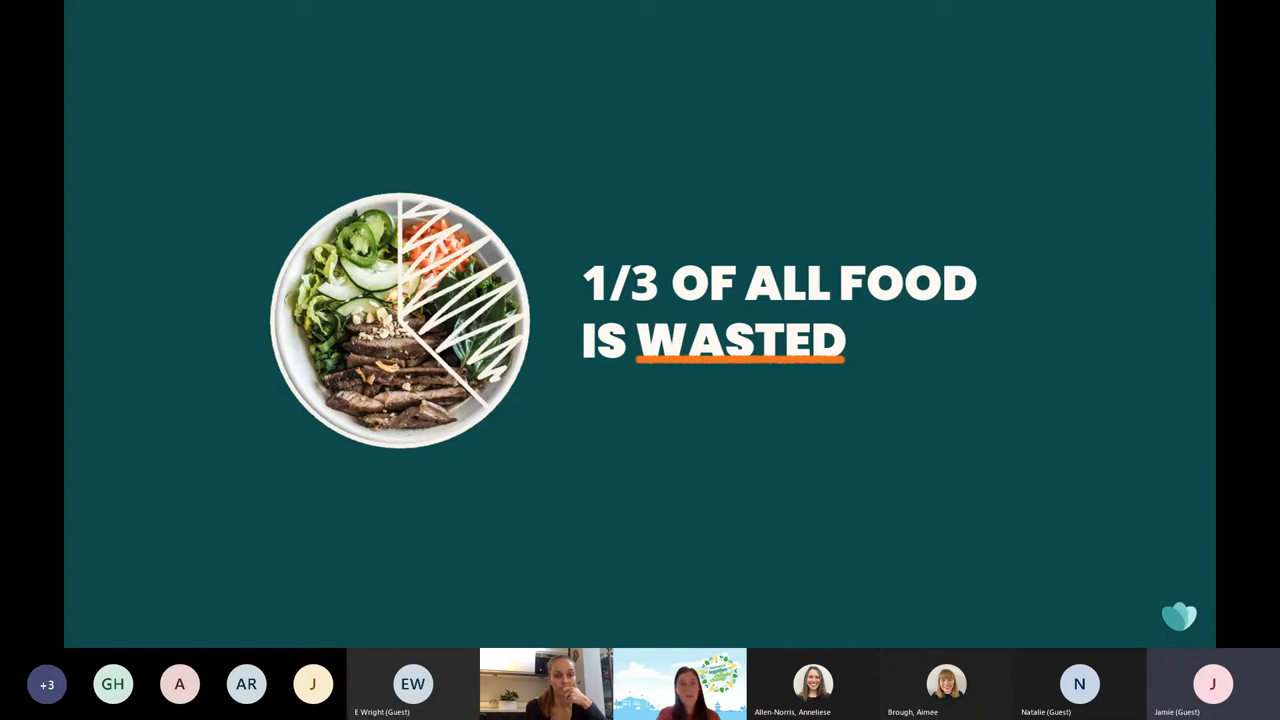 1/3 OF ALL FOOD
IS WASTED
+3
GH
A
AR
J
EW
E Wright (Guest)
together
Allen-Norris, Anneliese
Brough, Aimee
N
Natalie (Guest)
J
Jamie (Guest)